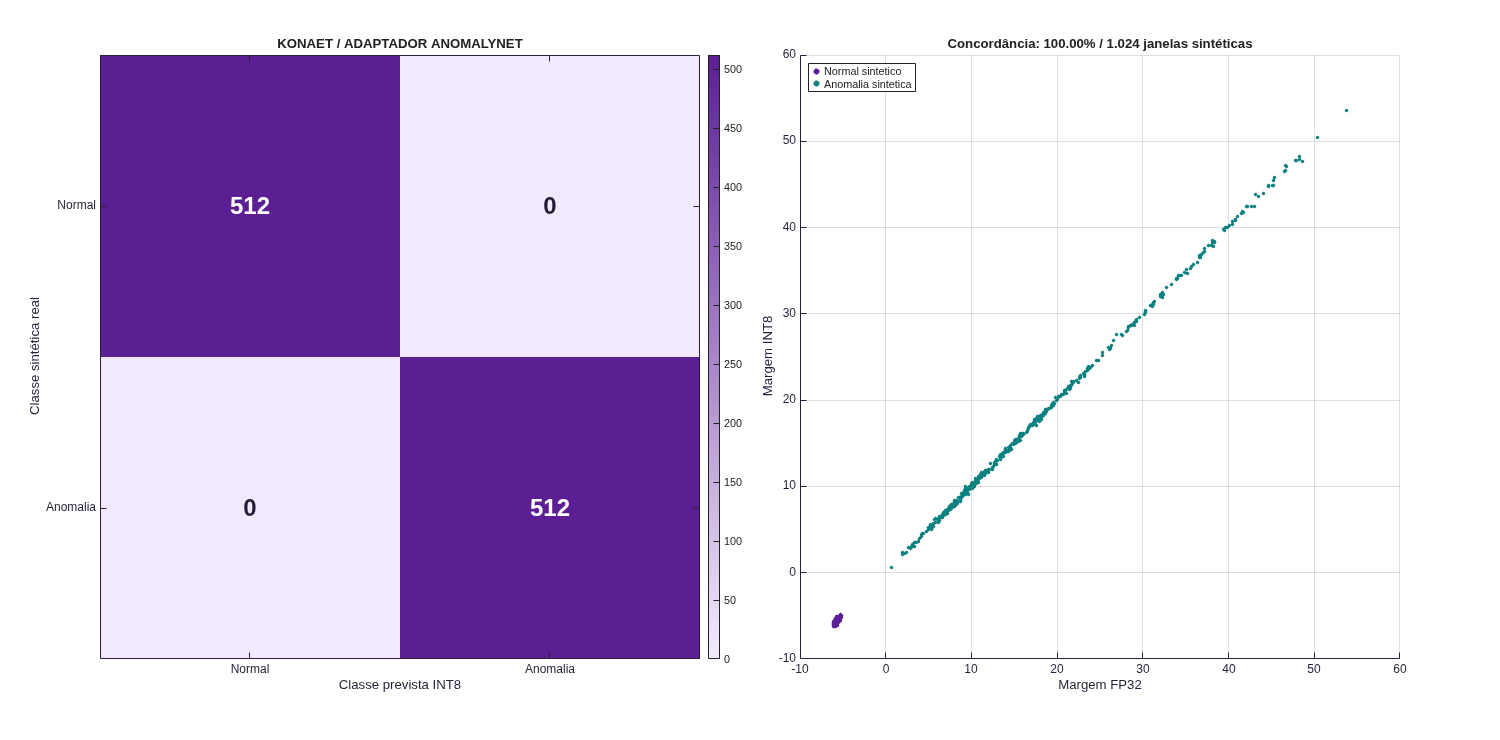 KONAET / ADAPTADOR ANOMALYNET
Normal
Anomalia
Classe sintética real
512
0
0
512
Normal
Anomalia
Classe prevista INT8
500
450
400
350
300
250
200
150
100
50
0
Concordância: 100.00% / 1.024 janelas sintéticas
Normal sintetico
Anomalia sintetica
Margem INT8
60
50
40
30
20
10
0
-10
-10
0
10
20
30
40
50
60
Margem FP32